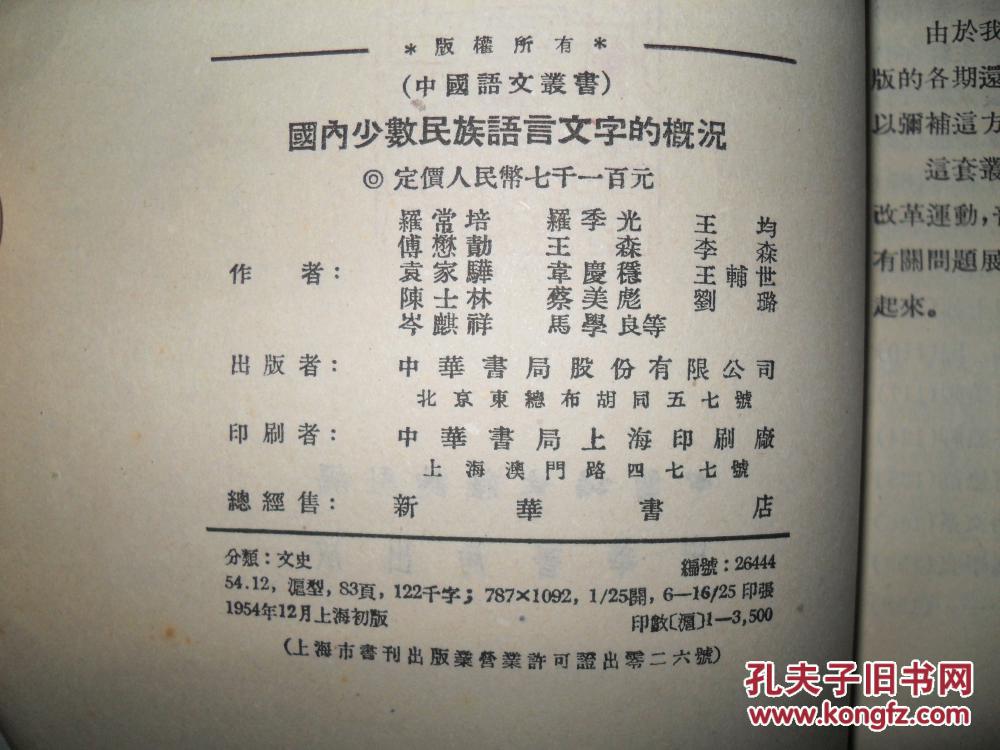 * 版權所有 *
(中國語文叢書)
國內少數民族語言文字的概況
◎ 定價人民幣七千一百元
作者：
羅常培 羅季光 王均
傅懋勣 王森 李森
袁家驊 韋慶穩 王輔世
陳士林 蔡美彪 劉璐
岑麒祥 馬學良等
出版者： 中華書局股份有限公司
北京東總布胡同五七號
印刷者： 中華書局上海印刷廠
上海澳門路四七七號
總經售： 新華書店
分類：文史 編號：26444
54.12, 滬型, 83頁, 122千字; 787×1092, 1/25開, 6—16/25 印張
1954年12月上海初版 印數〔滬〕1—3,500
(上海市書刊出版業營業許可證出零二六號)
由於我
版的各期還
以彌補這方
這套叢
改革運動,
有關問題展
起來。
孔夫子旧书网
www.kongfz.com